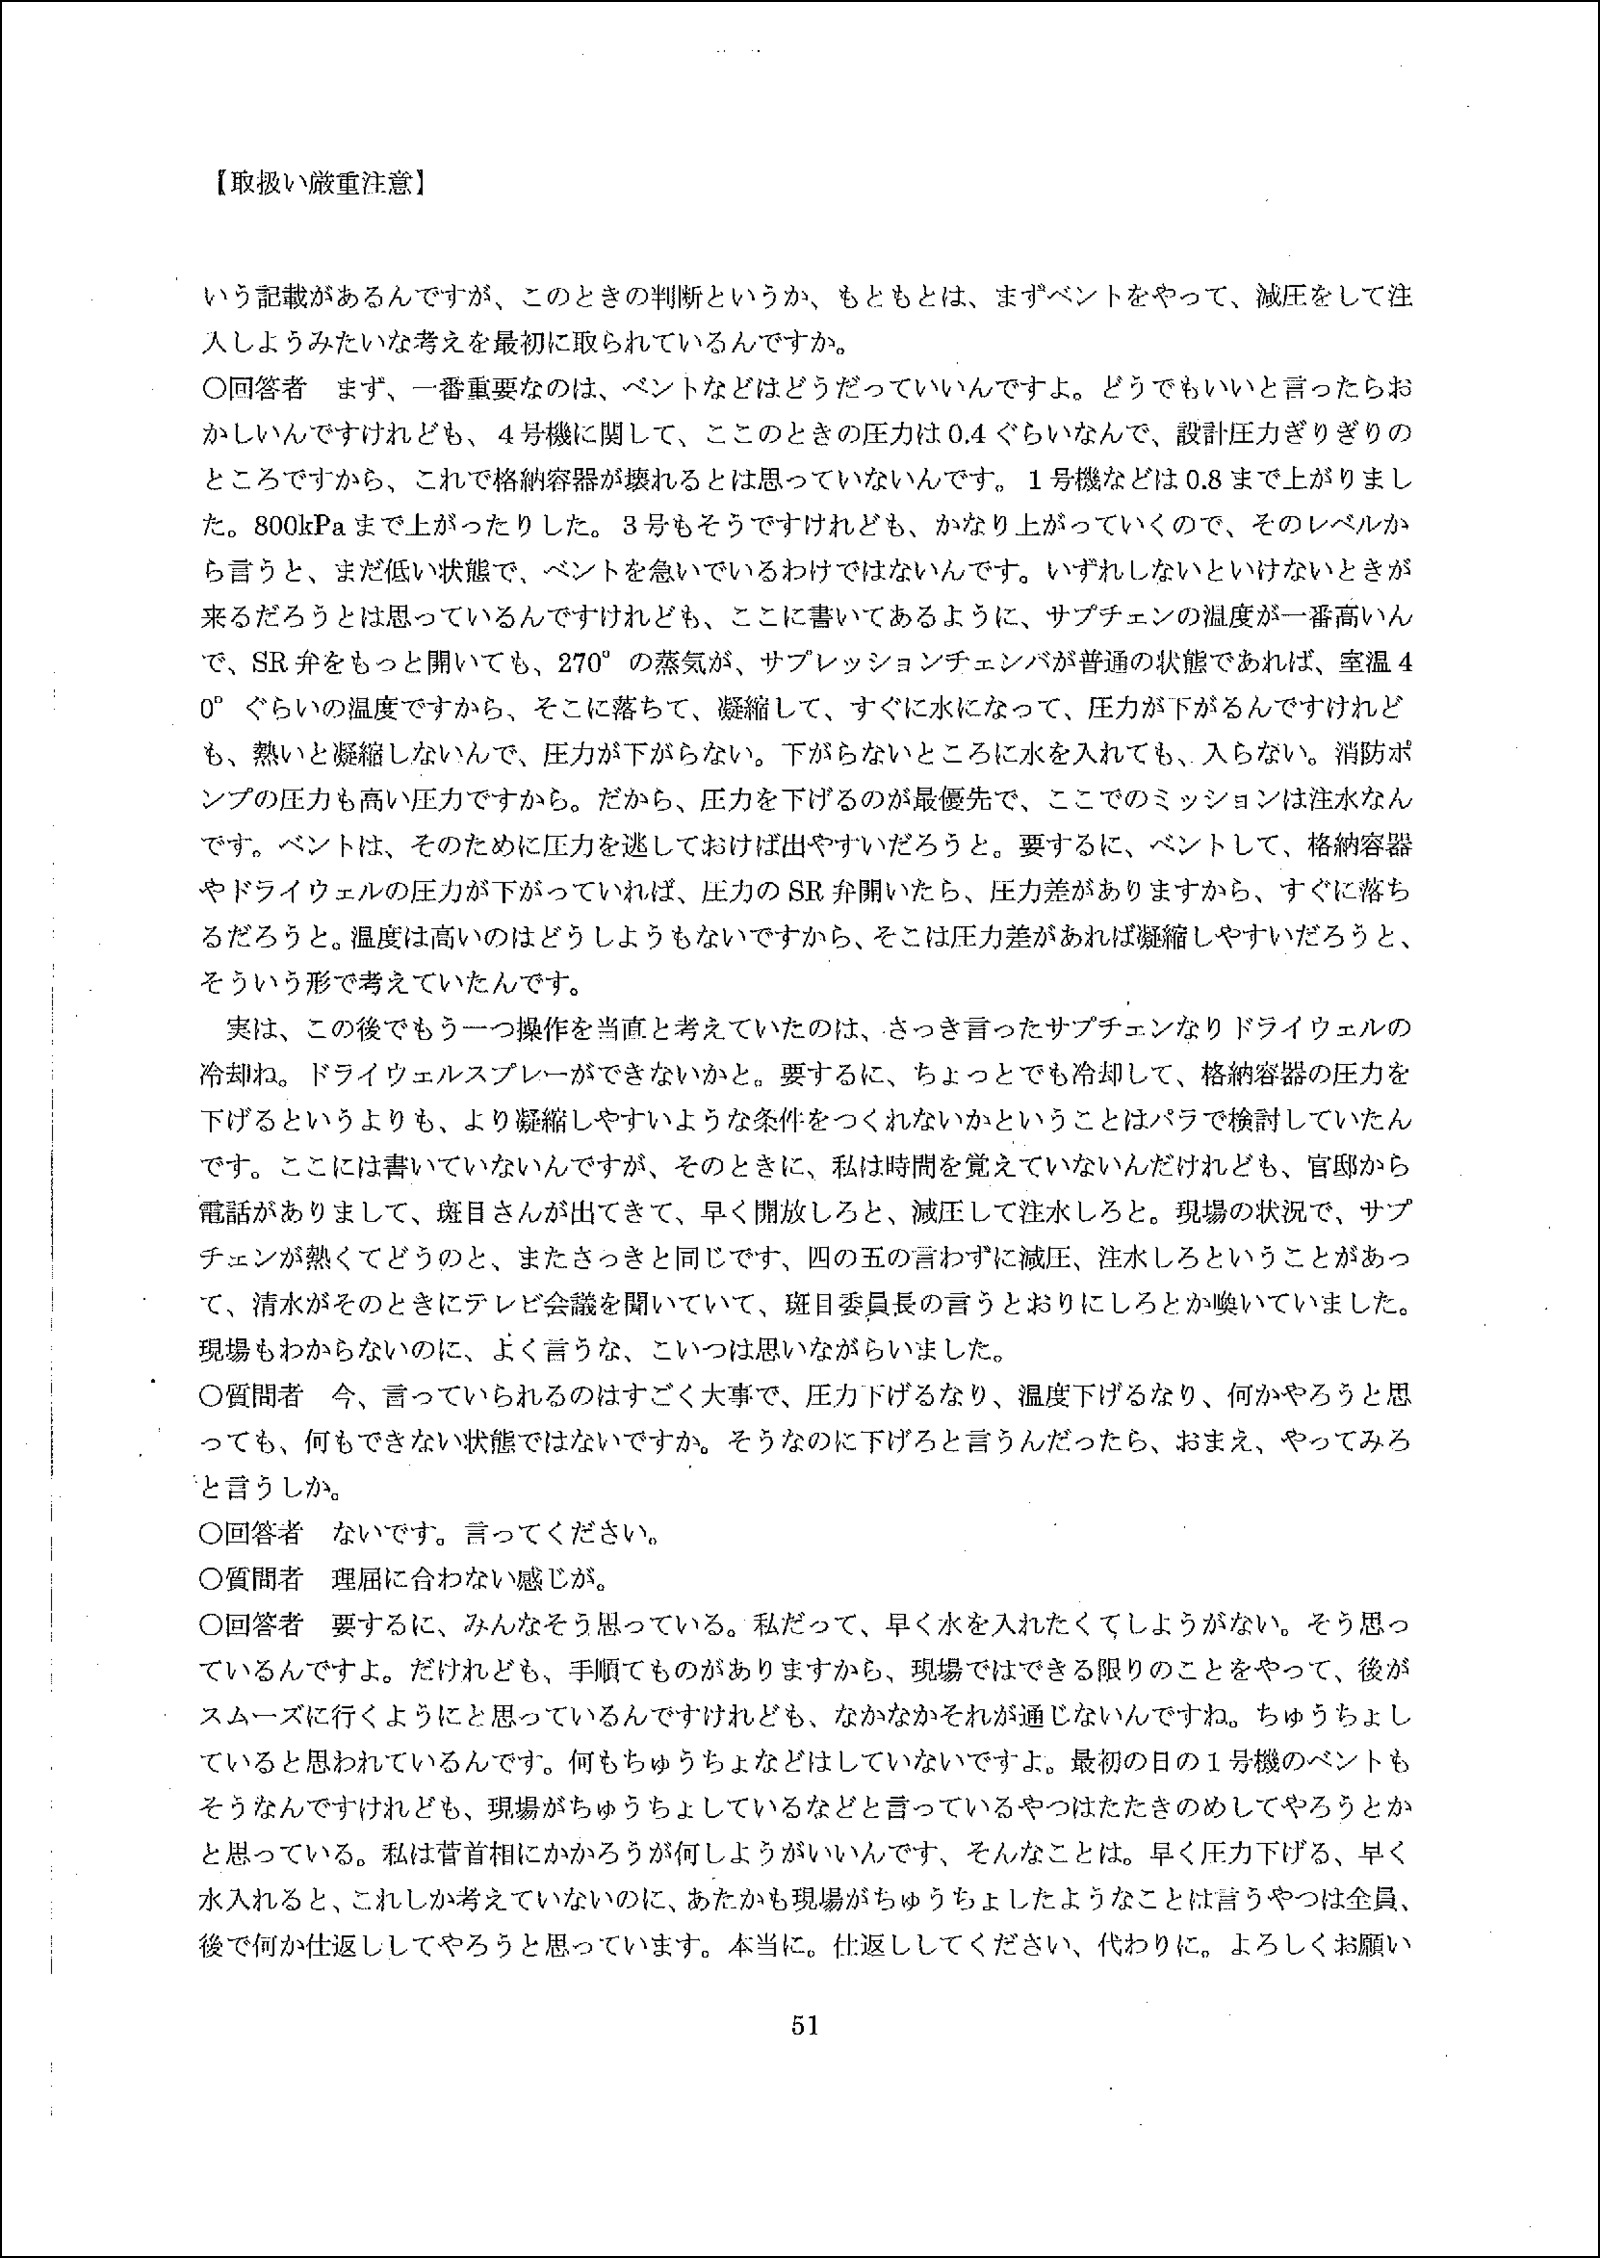 【取扱い厳重注意】
いう記載があるんですが、このときの判断というか、もともとは、まずベントをやって、減圧をして注
入しようみたいな考えを最初に取られているんですか。
○回答者　まず、一番重要なのは、ベントなどはどうだっていいんですよ。どうでもいいと言ったらお
かしいんですけれども、４号機に関して、ここのときの圧力は0.4ぐらいなんで、設計圧力ぎりぎりの
ところですから、これで格納容器が壊れるとは思っていないんです。１号機などは0.8まで上がりまし
た。800kPaまで上がったりした。３号もそうですけれども、かなり上がっていくので、そのレベルか
ら言うと、まだ低い状態で、ベントを急いでいるわけではないんです。いずれしないといけないときが
来るだろうとは思っているんですけれども、ここに書いてあるように、サプチェンの温度が一番高いん
で、SR弁をもっと開いても、270°の蒸気が、サプレッションチェンバが普通の状態であれば、室温4
0°ぐらいの温度ですから、そこに落ちて、凝縮して、すぐに水になって、圧力が下がるんですけれど
も、熱いと凝縮しないんで、圧力が下がらない。下がらないところに水を入れても、入らない。消防ポ
ンプの圧力も高い圧力ですから。だから、圧力を下げるのが最優先で、ここでのミッションは注水なん
です。ベントは、そのために圧力を逃しておけば出やすいだろうと。要するに、ベントして、格納容器
やドライウェルの圧力が下がっていれば、圧力のSR弁開いたら、圧力差がありますから、すぐに落ち
るだろうと。温度は高いのはどうしようもないですから、そこは圧力差があれば凝縮しやすいだろうと、
そういう形で考えていたんです。
　実は、この後でもう一つ操作を当直と考えていたのは、さっき言ったサプチェンなりドライウェルの
冷却ね。ドライウェルスプレーができないかと。要するに、ちょっとでも冷却して、格納容器の圧力を
下げるというよりも、より凝縮しやすいような条件をつくれないかということはパラで検討していたん
です。ここには書いていないんですが、そのときに、私は時間を覚えていないんだけれども、官邸から
電話がありまして、斑目さんが出てきて、早く開放しろと、減圧して注水しろと。現場の状況で、サプ
チェンが熱くてどうのと、またさっきと同じです、四の五の言わずに減圧、注水しろということがあっ
て、清水がそのときにテレビ会議を聞いていて、斑目委員長の言うとおりにしろとか喚いていました。
現場もわからないのに、よく言うな、こいつは思いながらいました。
○質問者　今、言っていられるのはすごく大事で、圧力下げるなり、温度下げるなり、何かやろうと思
っても、何もできない状態ではないですか。そうなのに下げろと言うんだったら、おまえ、やってみろ
と言うしか。
○回答者　ないです。言ってください。
○質問者　理屈に合わない感じが。
○回答者　要するに、みんなそう思っている。私だって、早く水を入れたくてしようがない。そう思っ
ているんですよ。だけれども、手順てものがありますから、現場ではできる限りのことをやって、後が
スムーズに行くようにと思っているんですけれども、なかなかそれが通じないんですね。ちゅうちょし
ていると思われているんです。何もちゅうちょなどはしていないですよ。最初の日の１号機のベントも
そうなんですけれども、現場がちゅうちょしているなどと言っているやつはたたきのめしてやろうとか
と思っている。私は菅首相にかかろうが何しようがいいんです、そんなことは。早く圧力下げる、早く
水入れると、これしか考えていないのに、あたかも現場がちゅうちょしたようなことは言うやつは全員、
後で何か仕返ししてやろうと思っています。本当に。仕返ししてください、代わりに。よろしくお願い
51